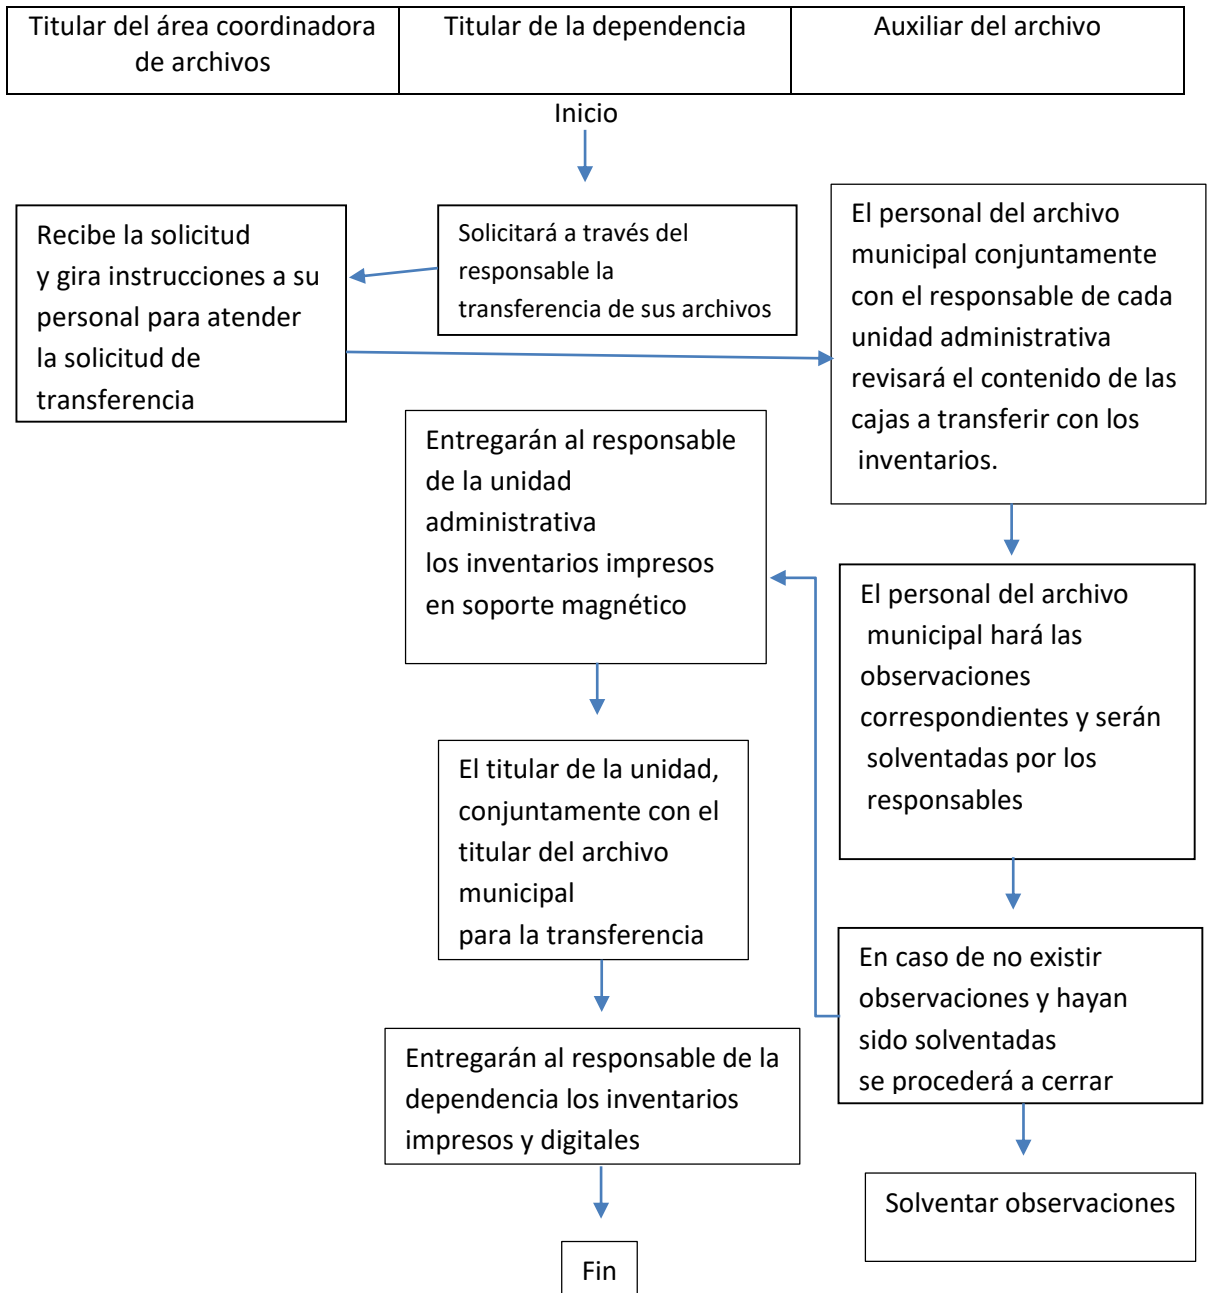 Titular del área coordinadora
de archivos
Titular de la dependencia
Auxiliar del archivo
Inicio
Solicitará a través del
responsable la
transferencia de sus archivos
Recibe la solicitud
y gira instrucciones a su
personal para atender
la solicitud de
transferencia
El personal del archivo
municipal conjuntamente
con el responsable de cada
unidad administrativa
revisará el contenido de las
cajas a transferir con los
inventarios.
El personal del archivo
municipal hará las
observaciones
correspondientes y serán
solventadas por los
responsables
En caso de no existir
observaciones y hayan
sido solventadas
se procederá a cerrar
Solventar observaciones
Entregarán al responsable
de la unidad
administrativa
los inventarios impresos
en soporte magnético
El titular de la unidad,
conjuntamente con el
titular del archivo
municipal
para la transferencia
Entregarán al responsable de la
dependencia los inventarios
impresos y digitales
Fin